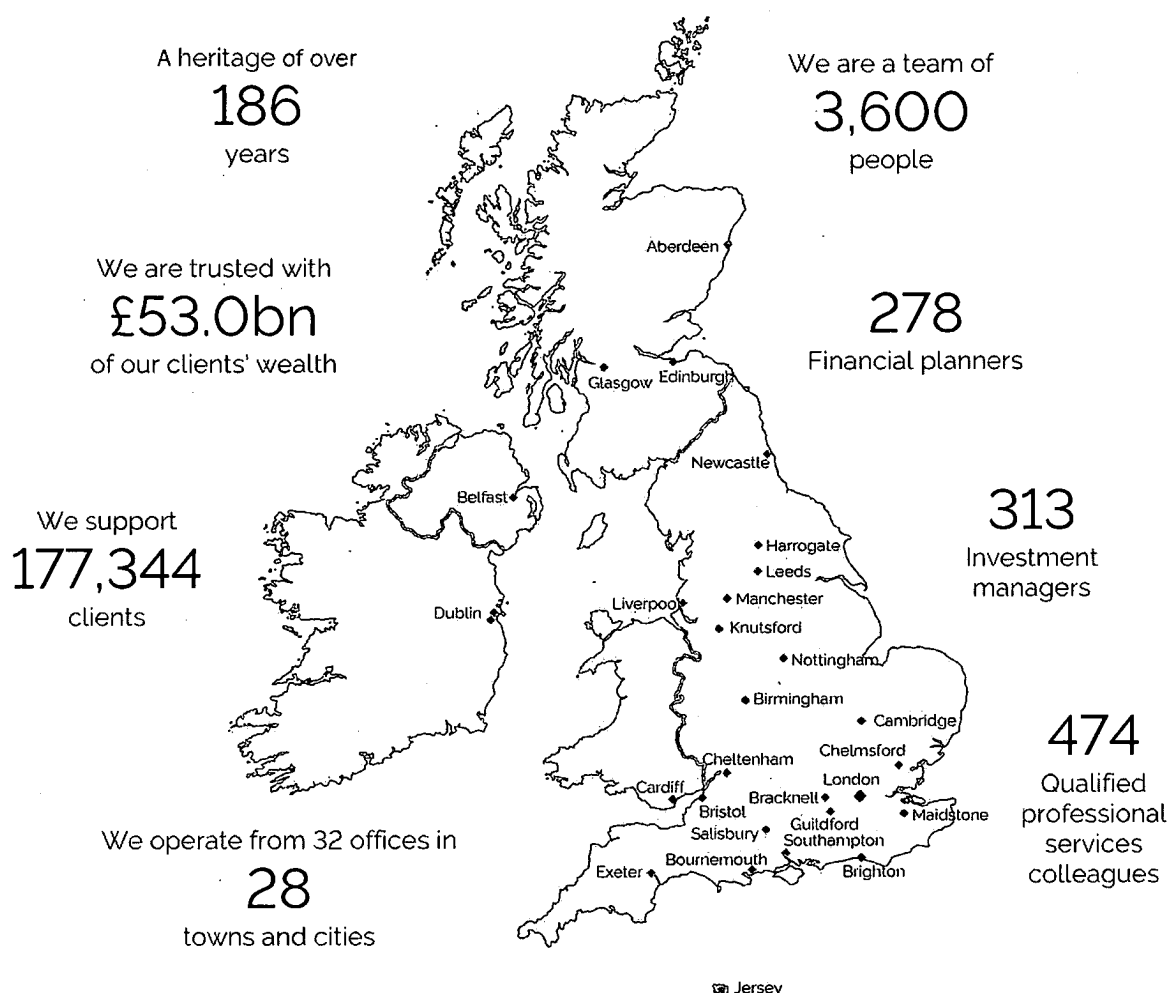 A heritage of over
186
years
We are a team of
3,600
people
We are trusted with
£53.0bn
of our clients' wealth
278
Financial planners
We support
177,344
clients
313
Investment
managers
474
Qualified
professional
services
colleagues
We operate from 32 offices in
28
towns and cities
Aberdeen
Glasgow
Edinburgh
Newcastle
Belfast
Harrogate
Leeds
Dublin
Liverpool
Manchester
Knutsford
Nottingham
Birmingham
Cambridge
Chelmsford
Cheltenham
London
Cardiff
Bracknell
Bristol
Maidstone
Guildford
Salisbury
Southampton
Bournemouth
Exeter
Brighton
Jersey